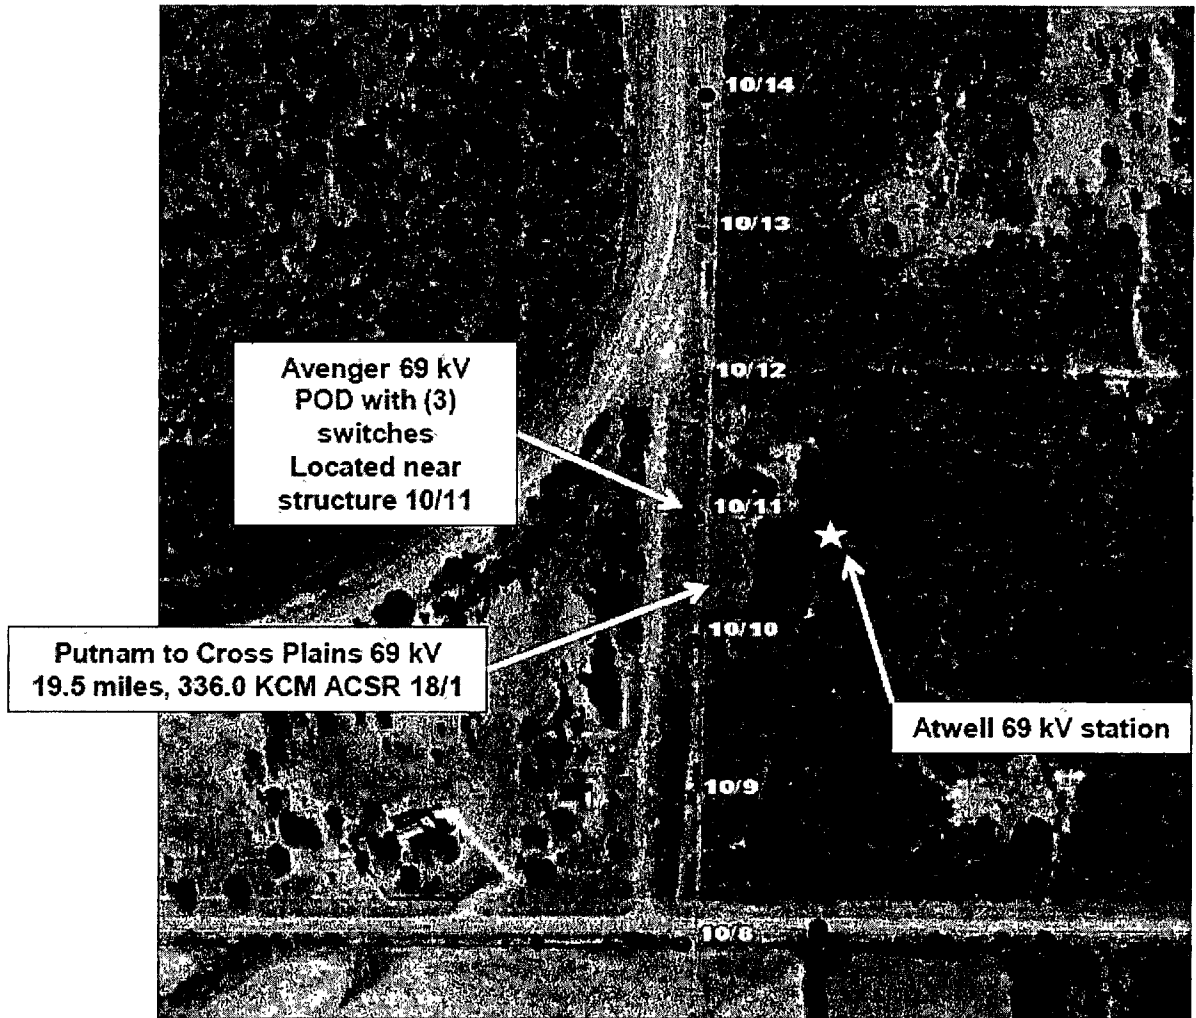 10/14
10/13
10/12
Avenger 69 kV
POD with (3)
switches
Located near
structure 10/11
10/11
10/10
Putnam to Cross Plains 69 kV
19.5 miles, 336.0 KCM ACSR 18/1
Atwell 69 kV station
10/9
10/8